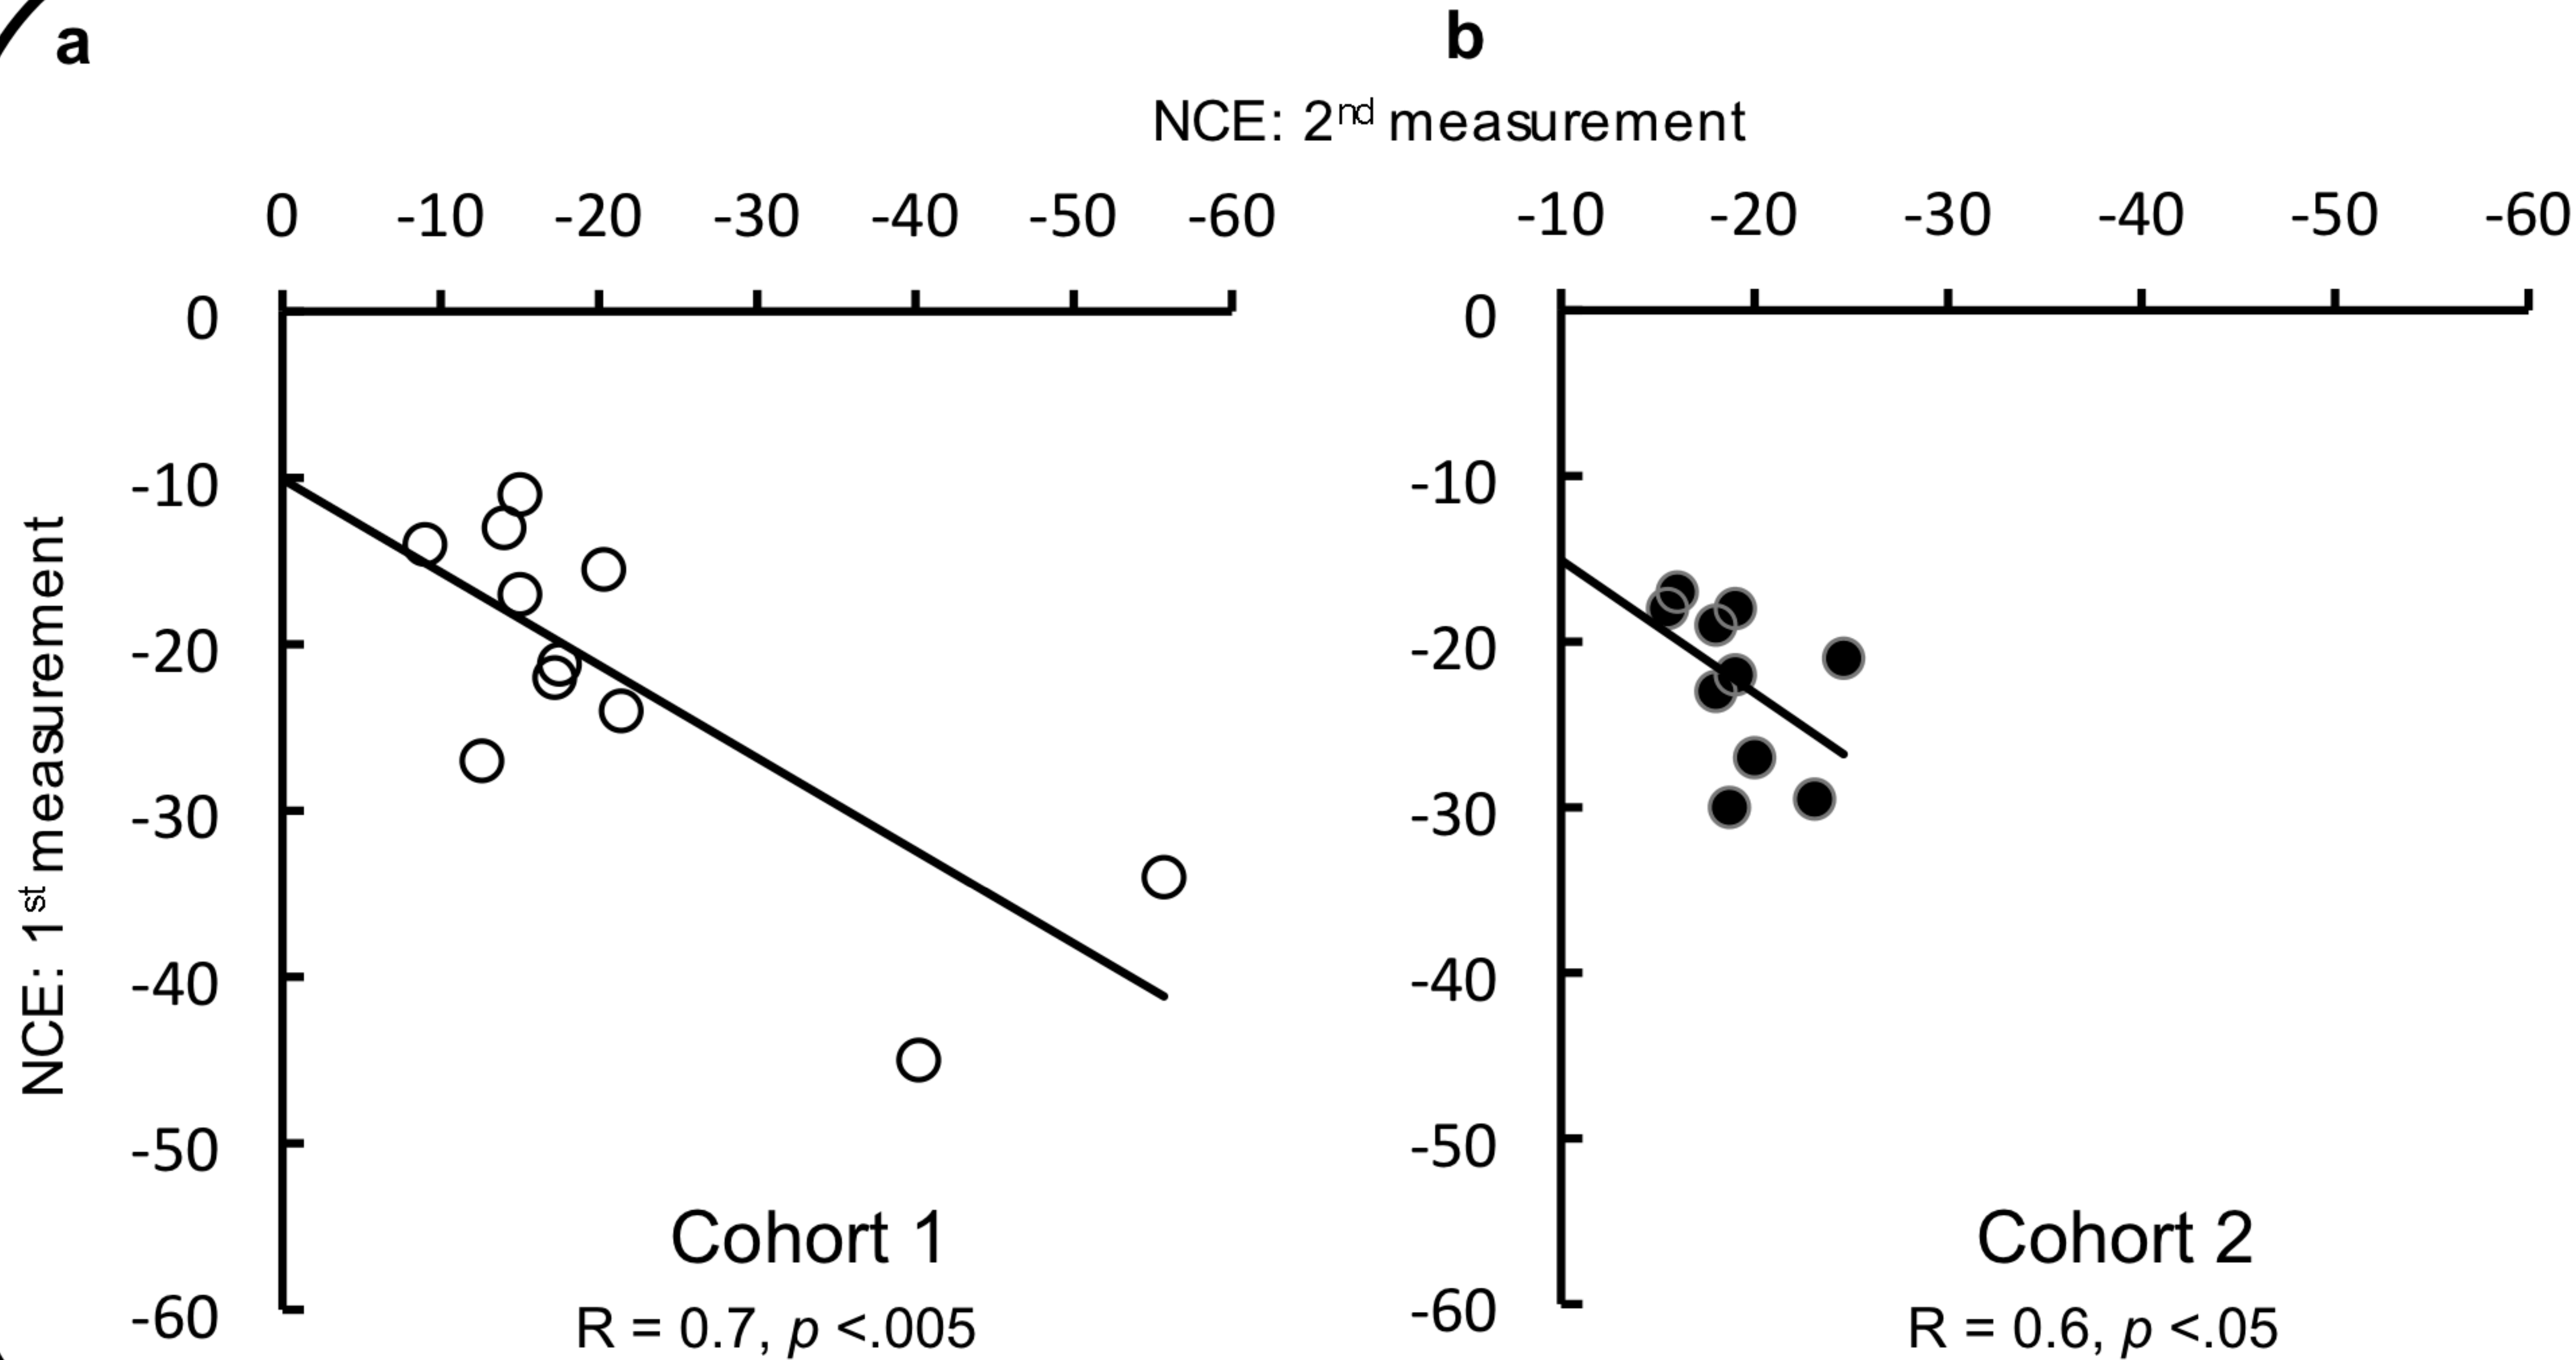 a
b
NCE: 2nd measurement
0 -10 -20 -30 -40 -50 -60
-10 -20 -30 -40 -50 -60
0
-10
-20
-30
-40
-50
-60
NCE: 1st measurement
0
-10
-20
-30
-40
-50
-60
Cohort 1
R = 0.7, p <.005
Cohort 2
R = 0.6, p <.05